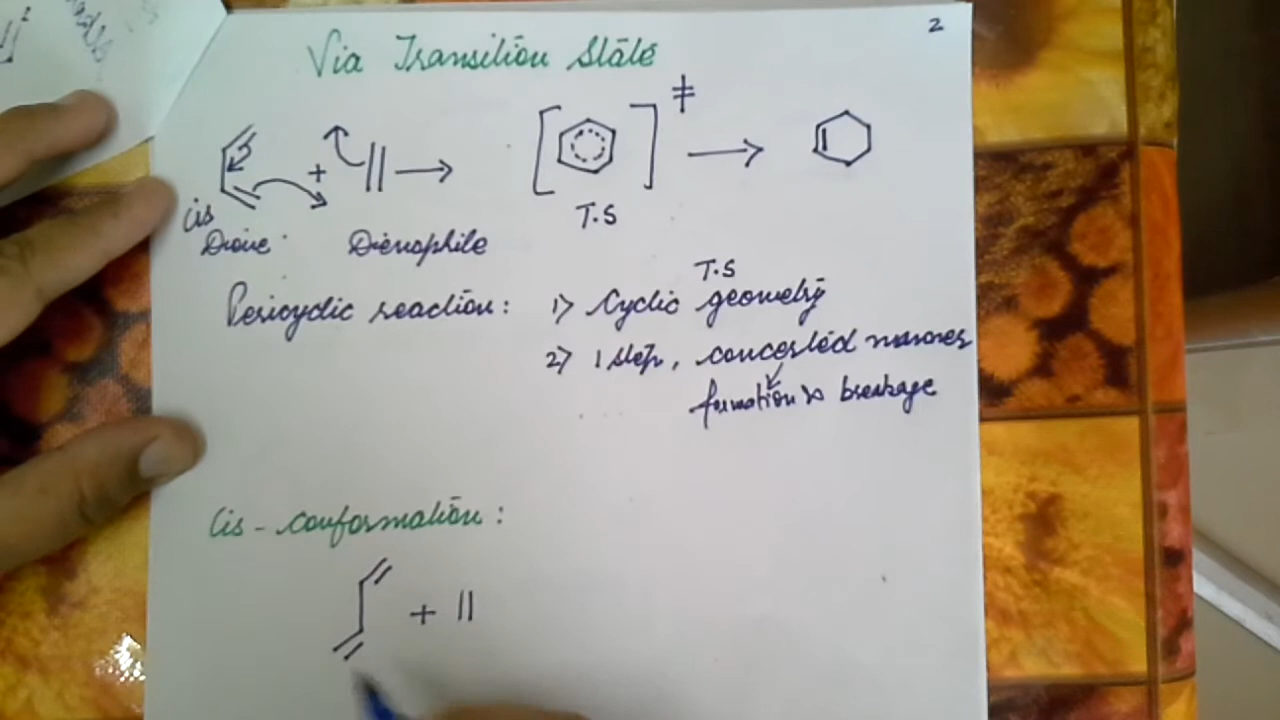 2
Via Transition State
+
‡
T.S
cis
Diene
Dienophile
T.S
Pericyclic reaction : 1) Cyclic geometry
2) 1 step, concerted manner
formation & breakage
Cis - conformation :
+